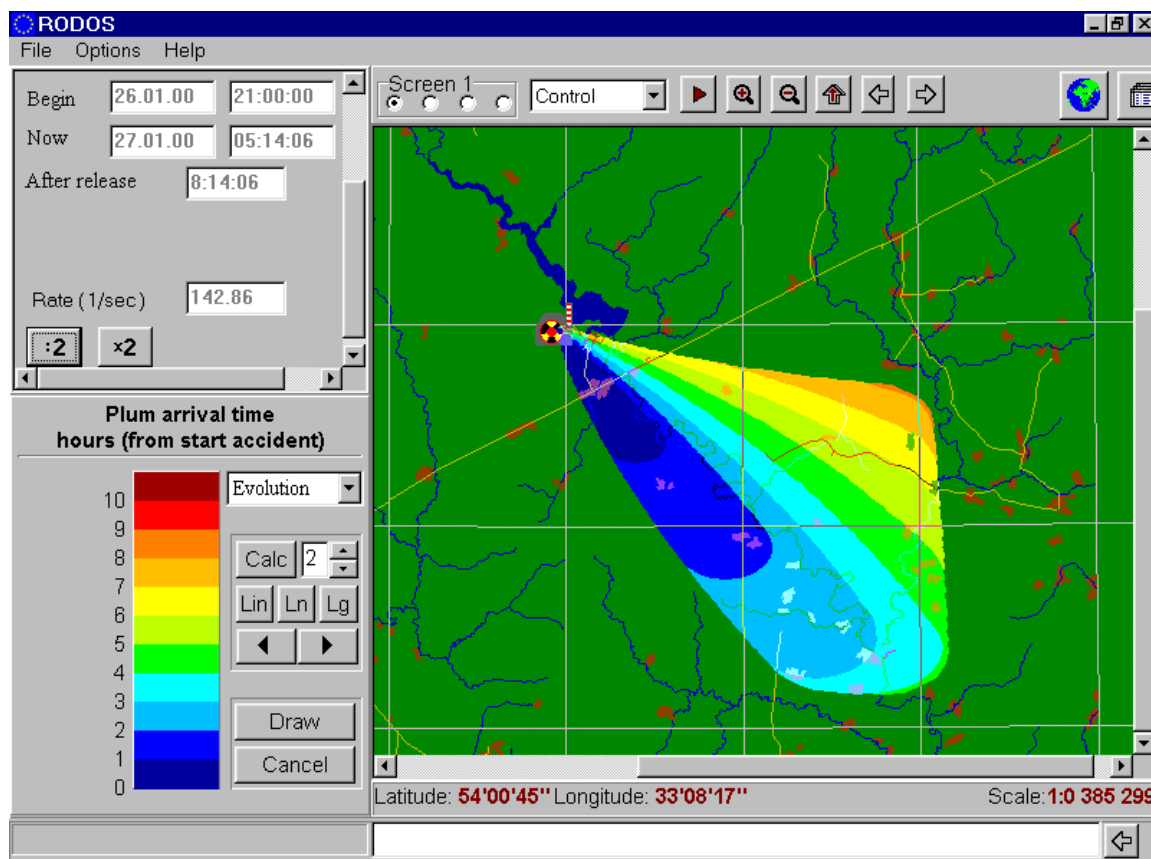 RODOS
File Options Help
Begin 26.01.00 21:00:00
Now 27.01.00 05:14:06
After release 8:14:06
Rate (1/sec) 142.86
:2 ×2
Screen 1 Control
Plum arrival time
hours (from start accident)
Evolution
10
9
8
7
6
5
4
3
2
1
0
Calc 2
Lin Ln Lg
Draw
Cancel
Latitude: 54'00'45'' Longitude: 33'08'17'' Scale:1:0 385 299